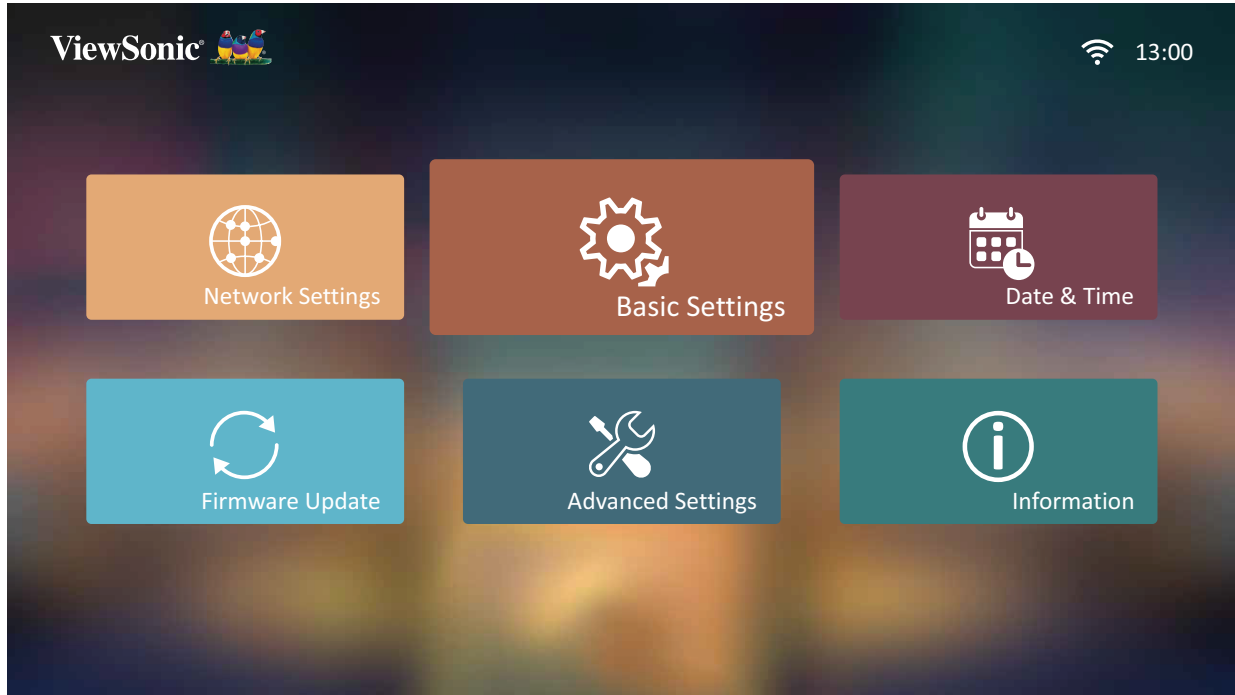 ViewSonic®
13:00
Network Settings
Basic Settings
Date & Time
Firmware Update
Advanced Settings
Information